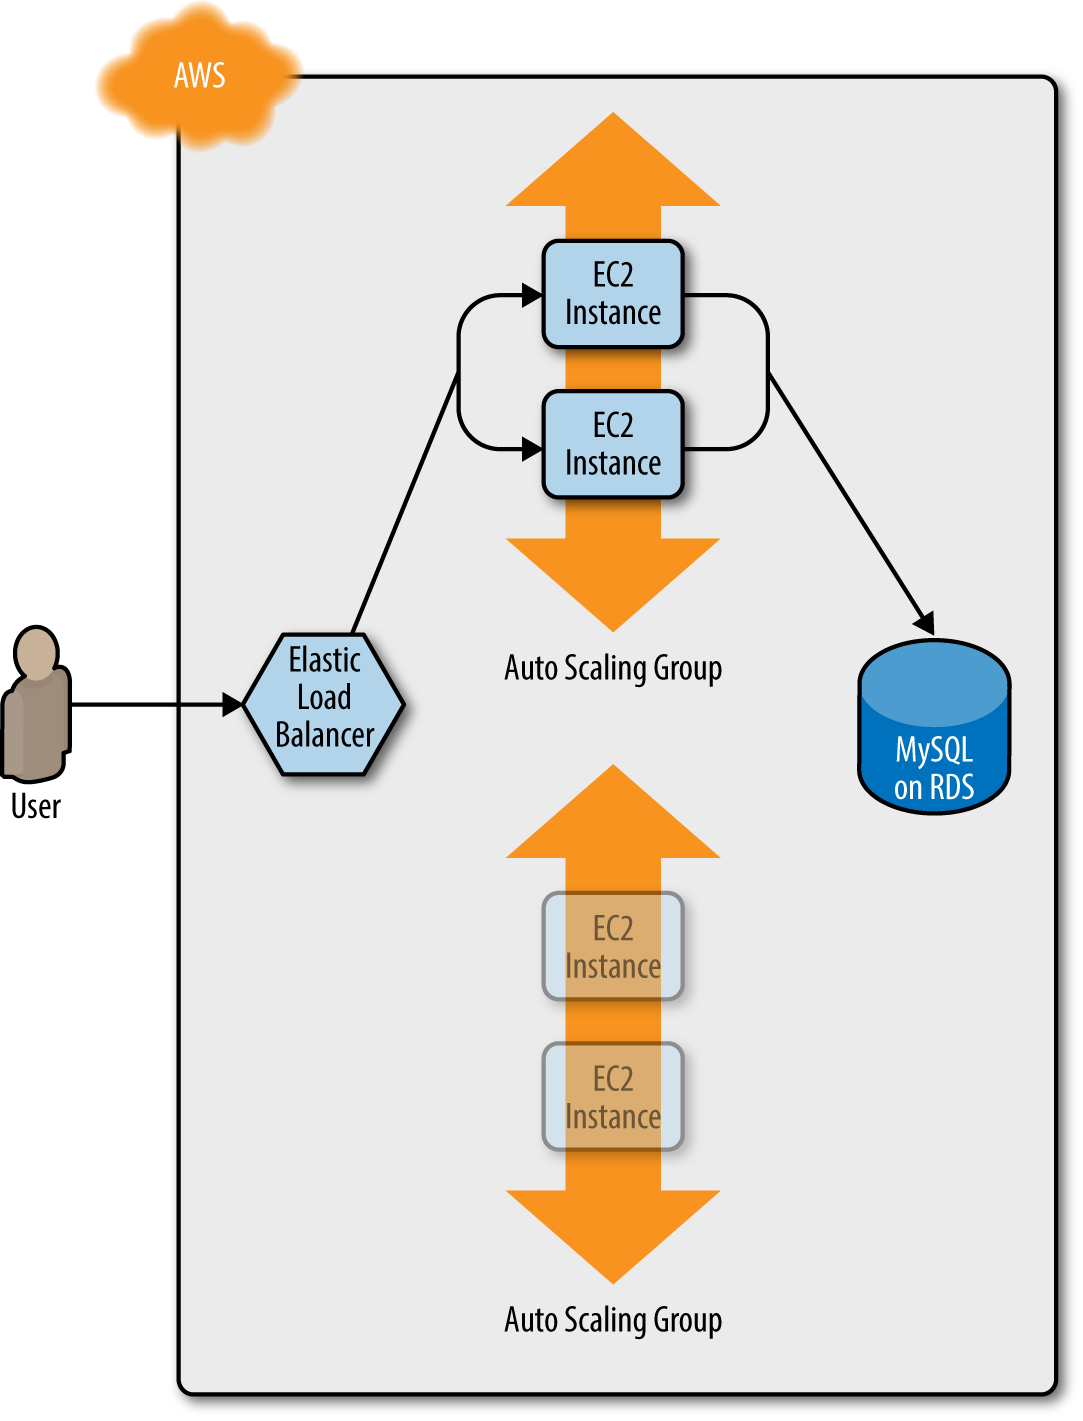 AWS
EC2
Instance
EC2
Instance
Auto Scaling Group
User
Elastic
Load
Balancer
MySQL
on RDS
EC2
Instance
EC2
Instance
Auto Scaling Group